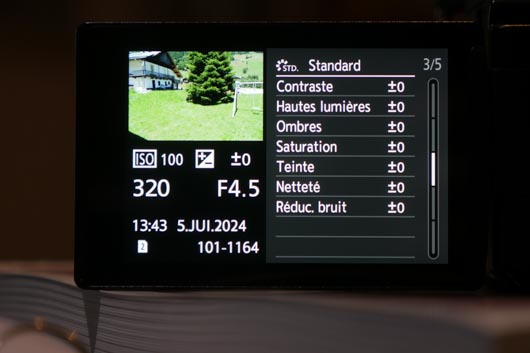 STD. Standard 3/5
Contraste ±0
Hautes lumières ±0
Ombres ±0
Saturation ±0
Teinte ±0
Netteté ±0
Réduc. bruit ±0
ISO 100 ±0
320 F4.5
13:43 5.JUI.2024
2 101-1164